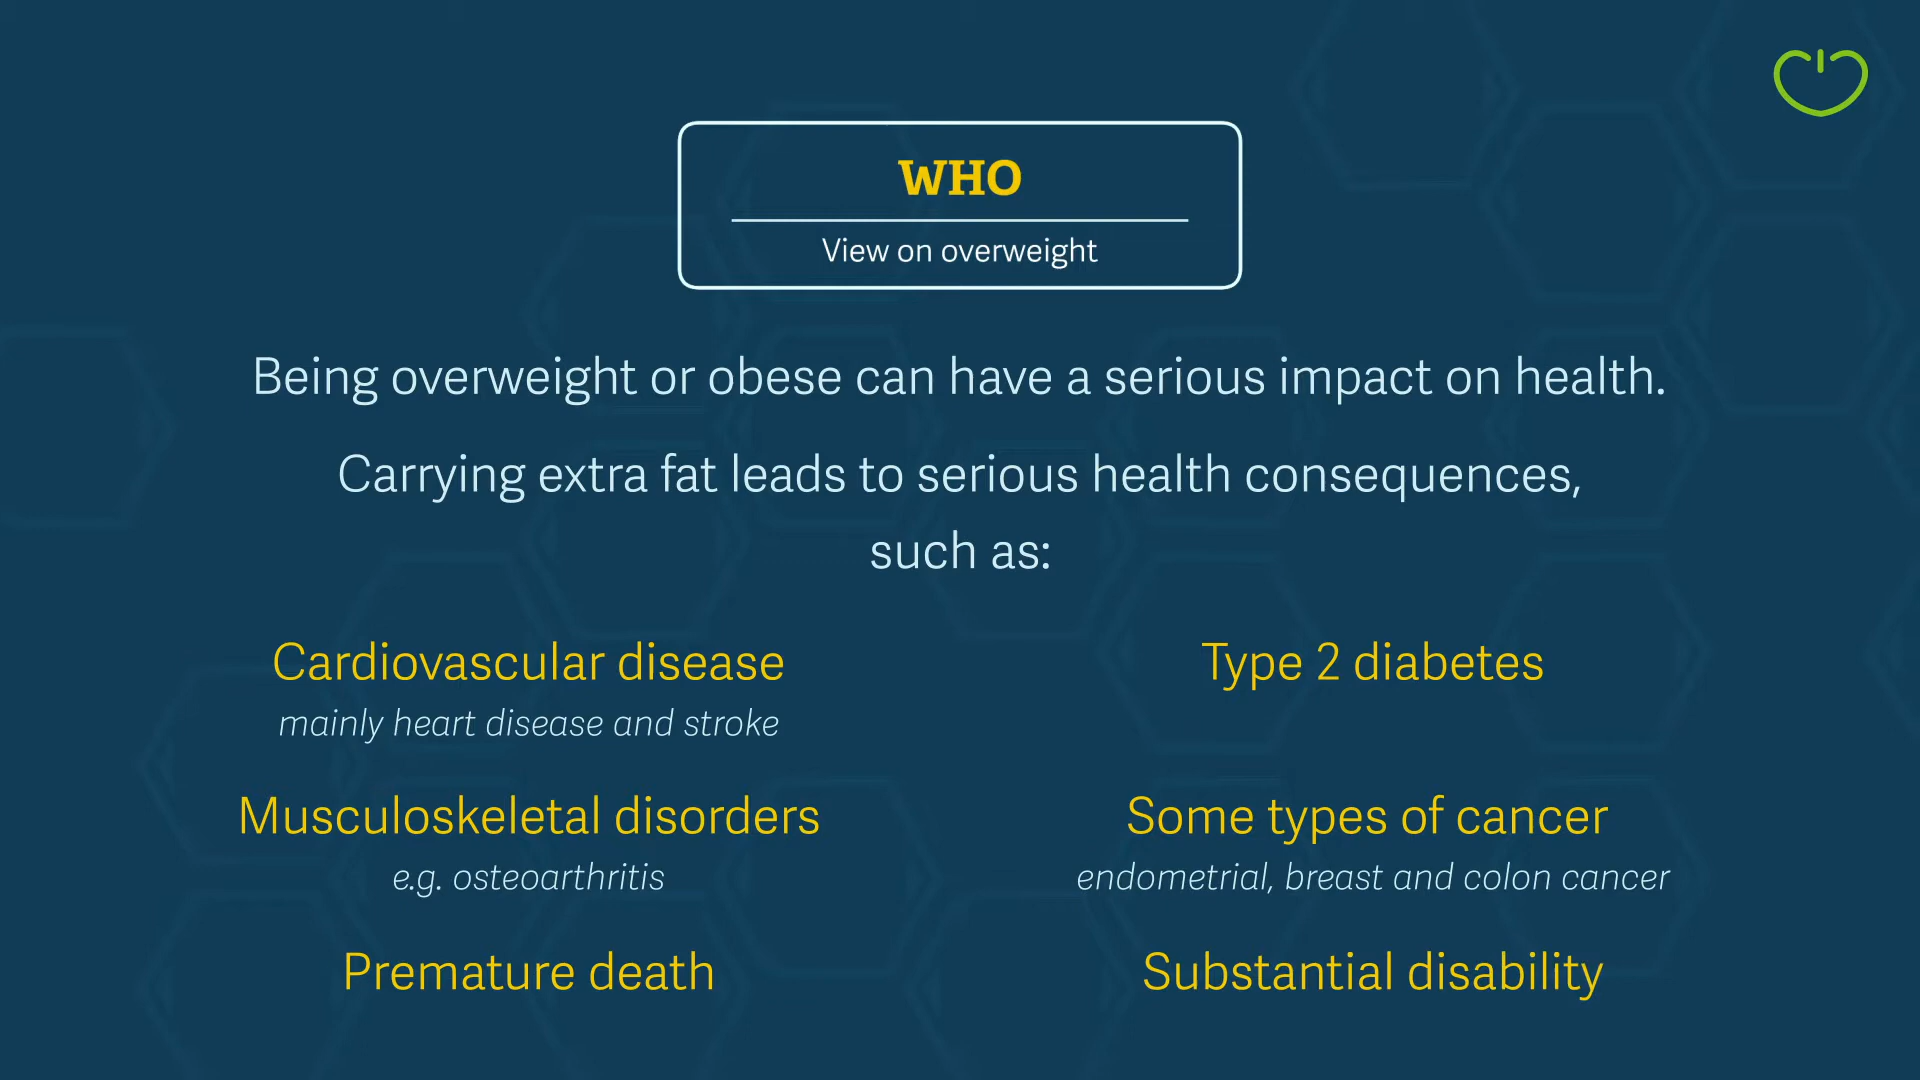 WHO
View on overweight
Being overweight or obese can have a serious impact on health.
Carrying extra fat leads to serious health consequences,
such as:
Cardiovascular disease
mainly heart disease and stroke
Type 2 diabetes
Musculoskeletal disorders
e.g. osteoarthritis
Some types of cancer
endometrial, breast and colon cancer
Premature death
Substantial disability